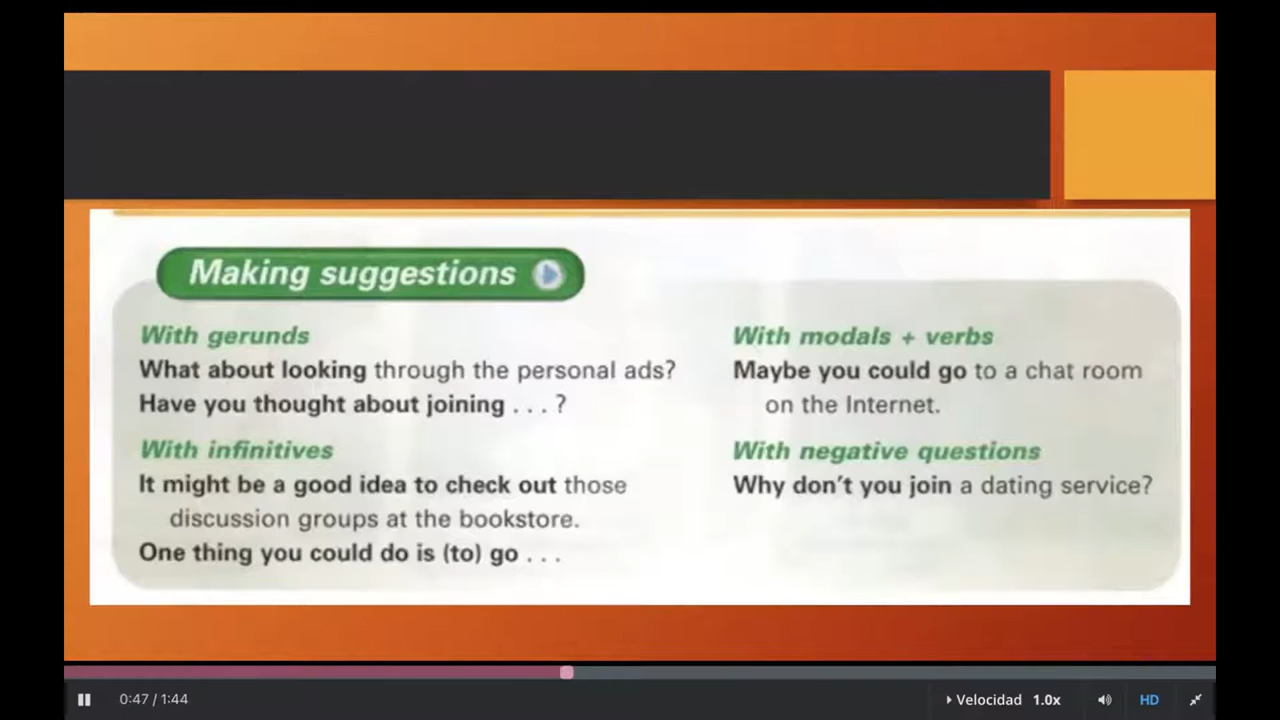 Making suggestions
With gerunds
What about looking through the personal ads?
Have you thought about joining . . . ?
With infinitives
It might be a good idea to check out those
discussion groups at the bookstore.
One thing you could do is (to) go . . .
With modals + verbs
Maybe you could go to a chat room
on the Internet.
With negative questions
Why don't you join a dating service?
0:47 / 1:44
Velocidad 1.0x
HD